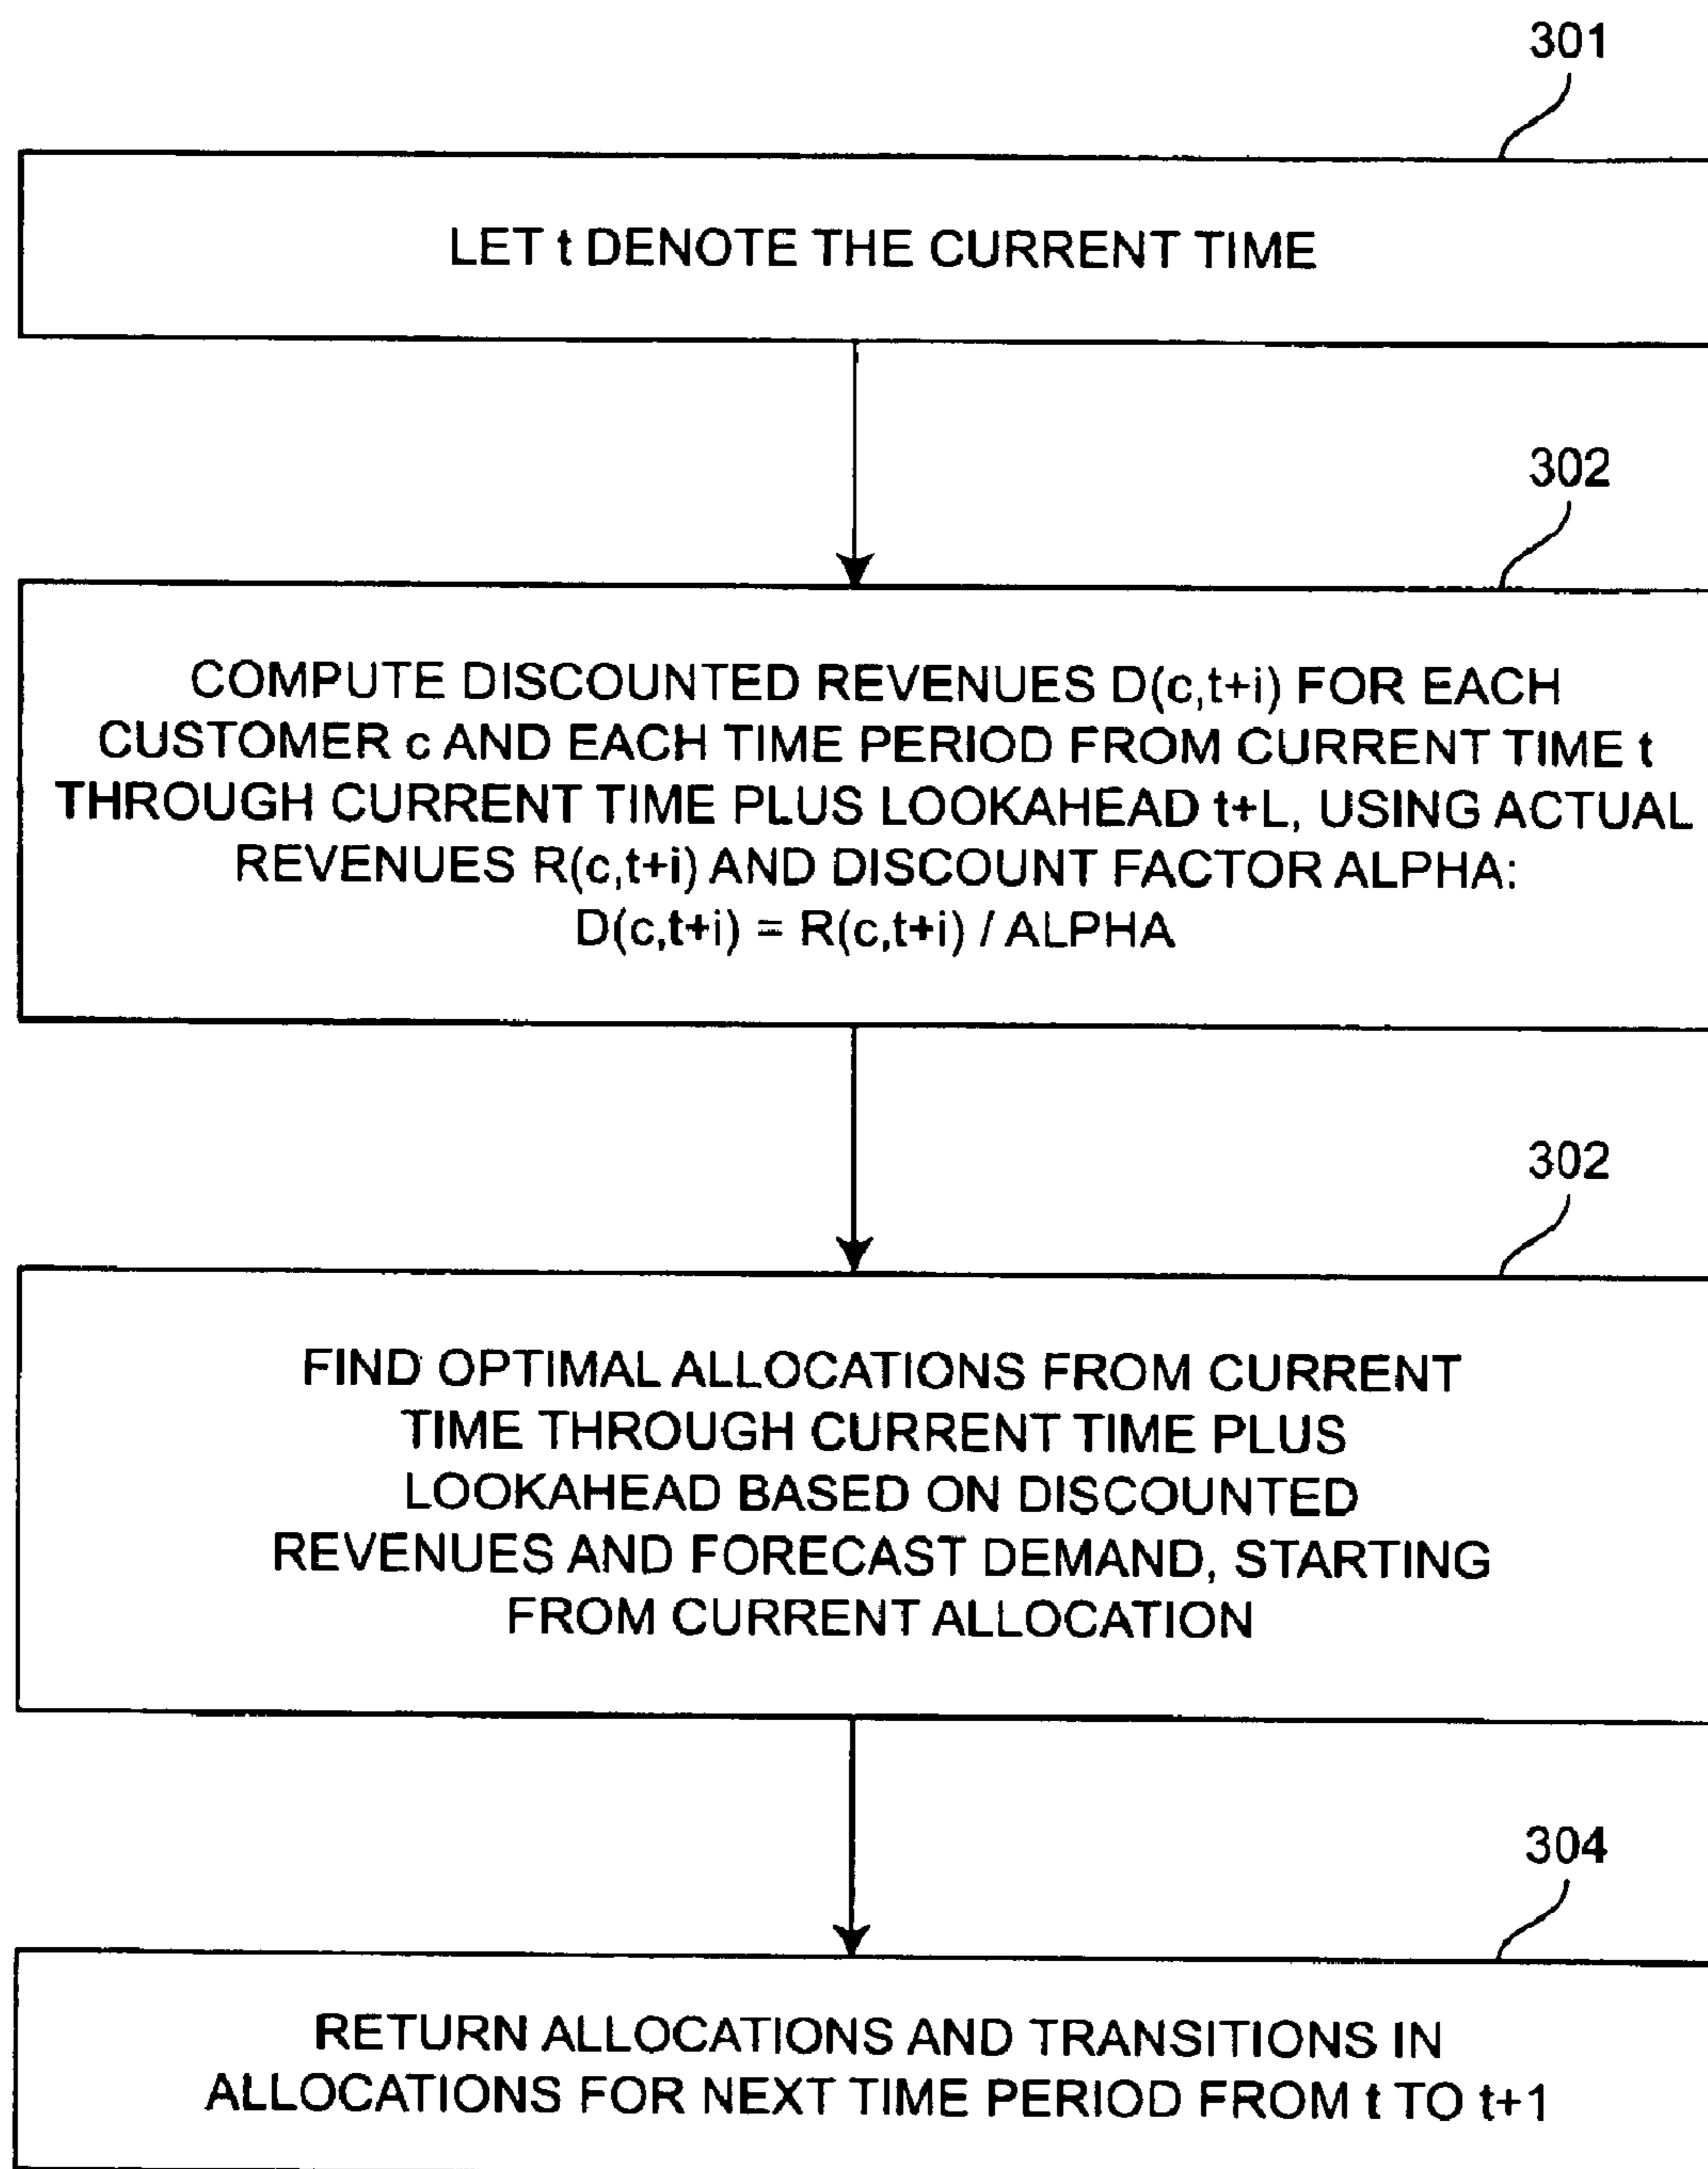 301
LET t DENOTE THE CURRENT TIME
302
COMPUTE DISCOUNTED REVENUES D(c,t+i) FOR EACH
CUSTOMER c AND EACH TIME PERIOD FROM CURRENT TIME t
THROUGH CURRENT TIME PLUS LOOKAHEAD t+L, USING ACTUAL
REVENUES R(c,t+i) AND DISCOUNT FACTOR ALPHA:
D(c,t+i) = R(c,t+i) / ALPHA
302
FIND OPTIMAL ALLOCATIONS FROM CURRENT
TIME THROUGH CURRENT TIME PLUS
LOOKAHEAD BASED ON DISCOUNTED
REVENUES AND FORECAST DEMAND, STARTING
FROM CURRENT ALLOCATION
304
RETURN ALLOCATIONS AND TRANSITIONS IN
ALLOCATIONS FOR NEXT TIME PERIOD FROM t TO t+1